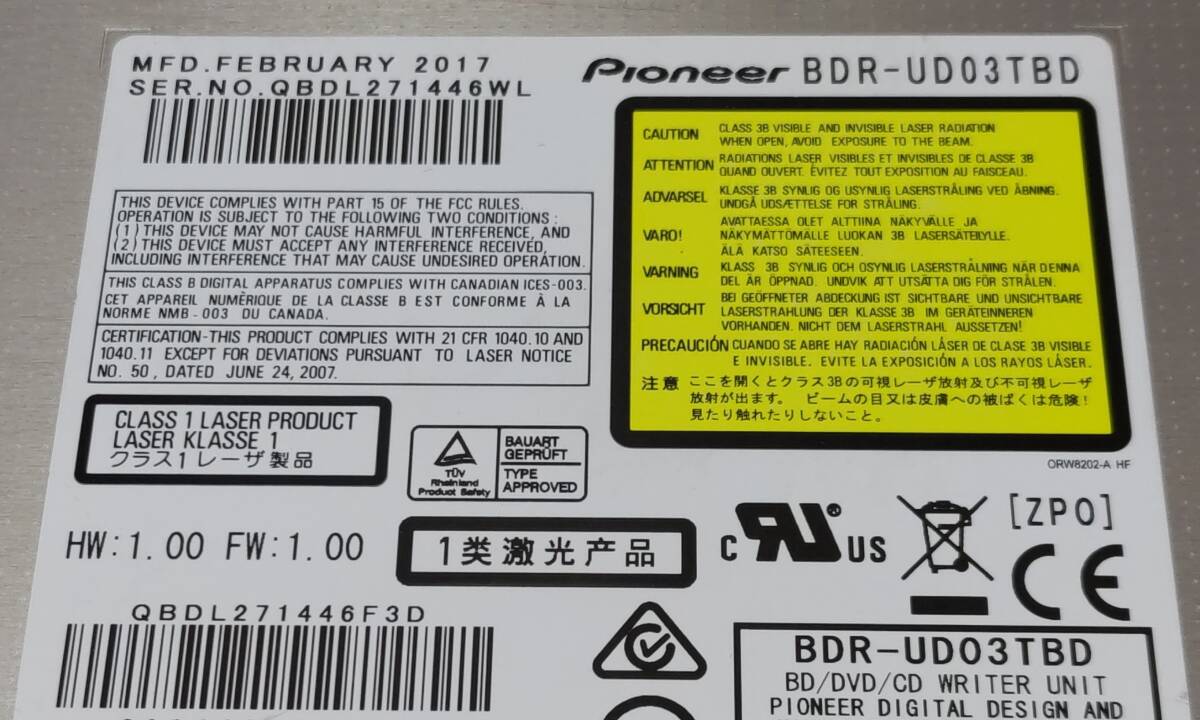 MFD.FEBRUARY 2017
SER.NO.QBDL271446WL
Pioneer BDR-UD03TBD
CAUTION CLASS 3B VISIBLE AND INVISIBLE LASER RADIATION
WHEN OPEN, AVOID EXPOSURE TO THE BEAM.
ATTENTION RADIATIONS LASER VISIBLES ET INVISIBLES DE CLASSE 3B
QUAND OUVERT. ÉVITEZ TOUT EXPOSITION AU FAISCEAU.
ADVARSEL KLASSE 3B SYNLIG OG USYNLIG LASERSTRÅLING VED ÅBNING.
UNDGÅ UDSÆTTELSE FOR STRÅLING.
VARO! AVATTAESSA OLET ALTTIINA NÄKYVÄLLE JA
NÄKYMÄTTÖMÄLLE LUOKAN 3B LASERSÄTEILYLLE.
ÄLÄ KATSO SÄTEESEEN.
VARNING KLASS 3B SYNLIG OCH OSYNLIG LASERSTRÅLNING NÄR DENNA
DEL ÄR ÖPPNAD. UNDVIK ATT UTSÄTTA DIG FÖR STRÅLEN.
VORSICHT BEI GEÖFFNETER ABDECKUNG IST SICHTBARE UND UNSICHTBARE
LASERSTRAHLUNG DER KLASSE 3B IM GERÄTEINNEREN
VORHANDEN. NICHT DEM LASERSTRAHL AUSSETZEN!
PRECAUCIÓN CUANDO SE ABRE HAY RADIACIÓN LÁSER DE CLASE 3B VISIBLE
E INVISIBLE. EVITE LA EXPOSICIÓN A LOS RAYOS LÁSER.
注意 ここを開くとクラス3Bの可視レーザ放射及び不可視レーザ
放射が出ます。 ビームの目又は皮膚への被ばくは危険!
見たり触れたりしないこと。
ORW8202-A HF
THIS DEVICE COMPLIES WITH PART 15 OF THE FCC RULES.
OPERATION IS SUBJECT TO THE FOLLOWING TWO CONDITIONS :
(1) THIS DEVICE MAY NOT CAUSE HARMFUL INTERFERENCE, AND
(2) THIS DEVICE MUST ACCEPT ANY INTERFERENCE RECEIVED,
INCLUDING INTERFERENCE THAT MAY CAUSE UNDESIRED OPERATION.
THIS CLASS B DIGITAL APPARATUS COMPLIES WITH CANADIAN ICES-003.
CET APPAREIL NUMÉRIQUE DE LA CLASSE B EST CONFORME À LA
NORME NMB-003 DU CANADA.
CERTIFICATION-THIS PRODUCT COMPLIES WITH 21 CFR 1040.10 AND
1040.11 EXCEPT FOR DEVIATIONS PURSUANT TO LASER NOTICE
NO. 50, DATED JUNE 24, 2007.
CLASS 1 LASER PRODUCT
LASER KLASSE 1
クラス1レーザ製品
TÜV
Rheinland
Product Safety
BAUART
GEPRÜFT
TYPE
APPROVED
HW:1.00 FW:1.00
1类激光产品
c RU US
[ZP0]
CE
QBDL271446F3D
BDR-UD03TBD
BD/DVD/CD WRITER UNIT
PIONEER DIGITAL DESIGN AND